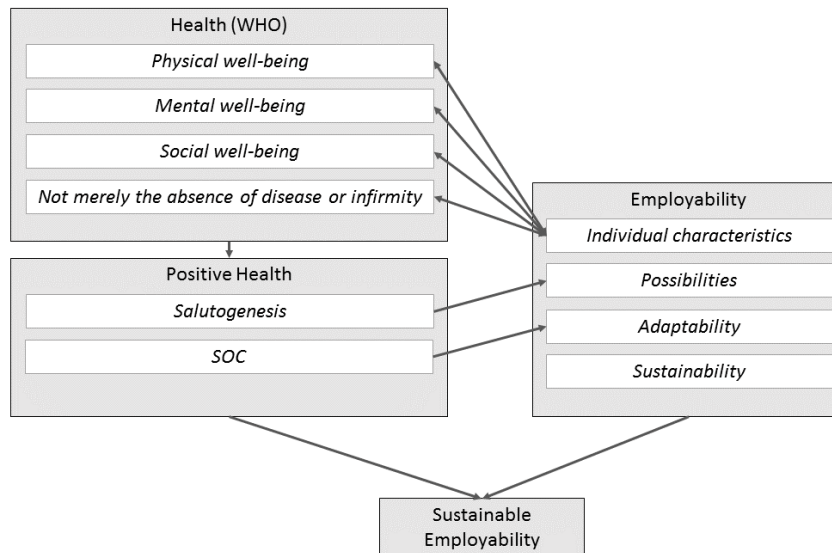 Health (WHO)
Physical well-being
Mental well-being
Social well-being
Not merely the absence of disease or infirmity
Positive Health
Salutogenesis
SOC
Employability
Individual characteristics
Possibilities
Adaptability
Sustainability
Sustainable
Employability